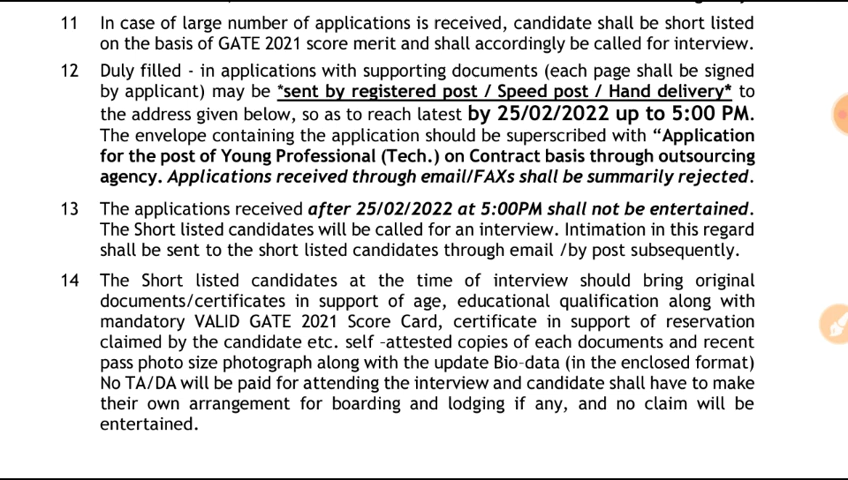 11 In case of large number of applications is received, candidate shall be short listed
on the basis of GATE 2021 score merit and shall accordingly be called for interview.
12 Duly filled - in applications with supporting documents (each page shall be signed
by applicant) may be *sent by registered post / Speed post / Hand delivery* to
the address given below, so as to reach latest by 25/02/2022 up to 5:00 PM.
The envelope containing the application should be superscribed with “Application
for the post of Young Professional (Tech.) on Contract basis through outsourcing
agency. Applications received through email/FAXs shall be summarily rejected.
13 The applications received after 25/02/2022 at 5:00PM shall not be entertained.
The Short listed candidates will be called for an interview. Intimation in this regard
shall be sent to the short listed candidates through email /by post subsequently.
14 The Short listed candidates at the time of interview should bring original
documents/certificates in support of age, educational qualification along with
mandatory VALID GATE 2021 Score Card, certificate in support of reservation
claimed by the candidate etc. self -attested copies of each documents and recent
pass photo size photograph along with the update Bio-data (in the enclosed format)
No TA/DA will be paid for attending the interview and candidate shall have to make
their own arrangement for boarding and lodging if any, and no claim will be
entertained.